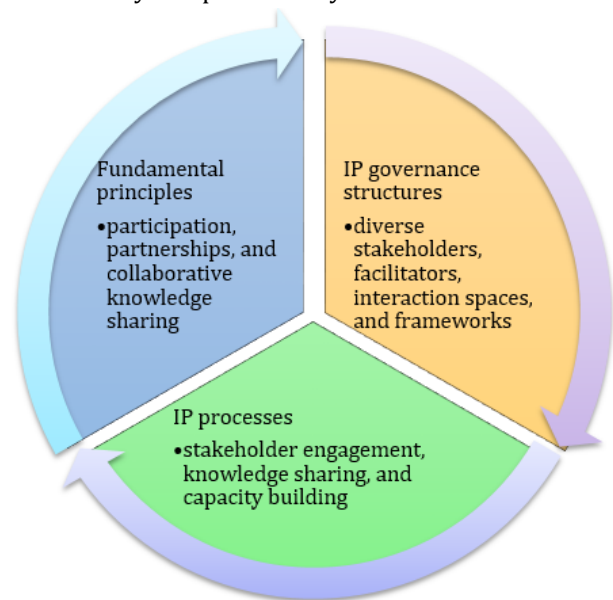 Fundamental
principles
•participation,
partnerships, and
collaborative
knowledge
sharing
IP governance
structures
•diverse
stakeholders,
facilitators,
interaction spaces,
and frameworks
IP processes
•stakeholder engagement,
knowledge sharing, and
capacity building